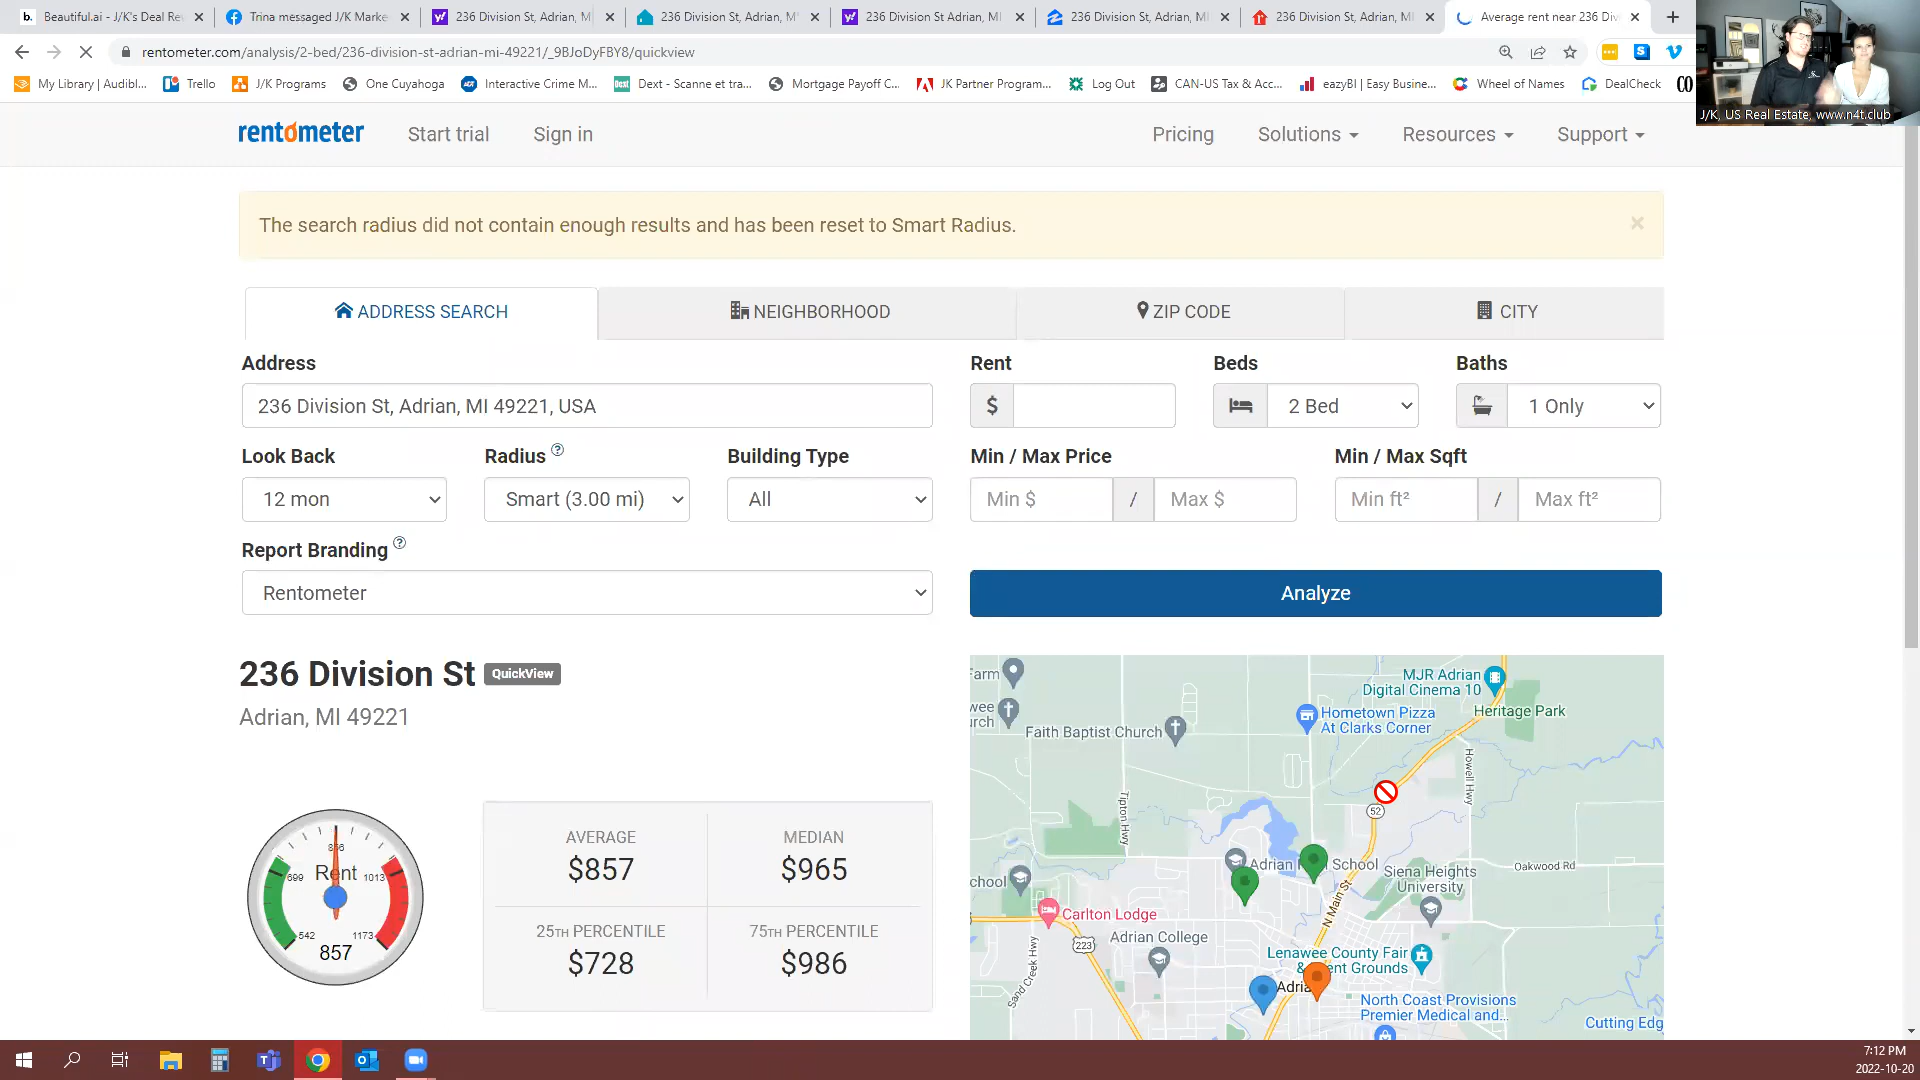 b. Beautiful.ai - J/K's Deal Re
Trina messaged J/K Marke
236 Division St, Adrian, M
236 Division St, Adrian, M
236 Division St Adrian, MI
236 Division St, Adrian, MI
236 Division St, Adrian, MI
Average rent near 236 Div
rentometer.com/analysis/2-bed/236-division-st-adrian-mi-49221/_9BJoDyFBY8/quickview
My Library | Audibl...
Trello
J/K Programs
One Cuyahoga
Interactive Crime M...
Dext - Scanne et tra...
Mortgage Payoff C...
JK Partner Program...
Log Out
CAN-US Tax & Acc...
eazyBI | Easy Busine...
Wheel of Names
DealCheck
CO
J/K, US Real Estate, www.n4t.club
rentometer
Start trial
Sign in
Pricing
Solutions
Resources
Support
The search radius did not contain enough results and has been reset to Smart Radius.
×
ADDRESS SEARCH
NEIGHBORHOOD
ZIP CODE
CITY
Address
Rent
Beds
Baths
236 Division St, Adrian, MI 49221, USA
$
2 Bed
1 Only
Look Back
Radius ?
Building Type
Min / Max Price
Min / Max Sqft
12 mon
Smart (3.00 mi)
All
Min $ / Max $
Min ft² / Max ft²
Report Branding ?
Rentometer
Analyze
236 Division St QuickView
Adrian, MI 49221
856
Rent
699
1013
542
1173
857
AVERAGE
$857
MEDIAN
$965
25TH PERCENTILE
$728
75TH PERCENTILE
$986
Farm
MJR Adrian
Digital Cinema 10
Heritage Park
Hometown Pizza
At Clarks Corner
Faith Baptist Church
Howell Hwy
Tipton Hwy
52
Oakwood Rd
Siena Heights
University
N Main St
Carlton Lodge
223
Adrian College
Sand Creek Hwy
Lenawee County Fair
North Coast Provisions
Premier Medical and...
Cutting Edg
7:12 PM
2022-10-20